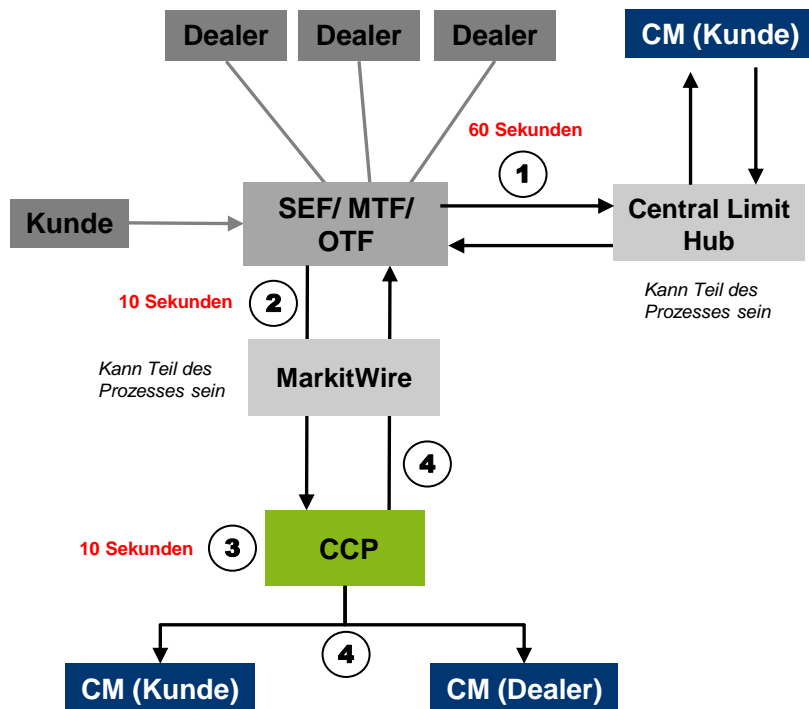 Dealer
Dealer
Dealer
CM (Kunde)
60 Sekunden
1
Kunde
SEF/ MTF/
OTF
Central Limit
Hub
10 Sekunden
2
Kann Teil des
Prozesses sein
Kann Teil des
Prozesses sein
MarkitWire
4
10 Sekunden
3
CCP
4
CM (Kunde)
CM (Dealer)